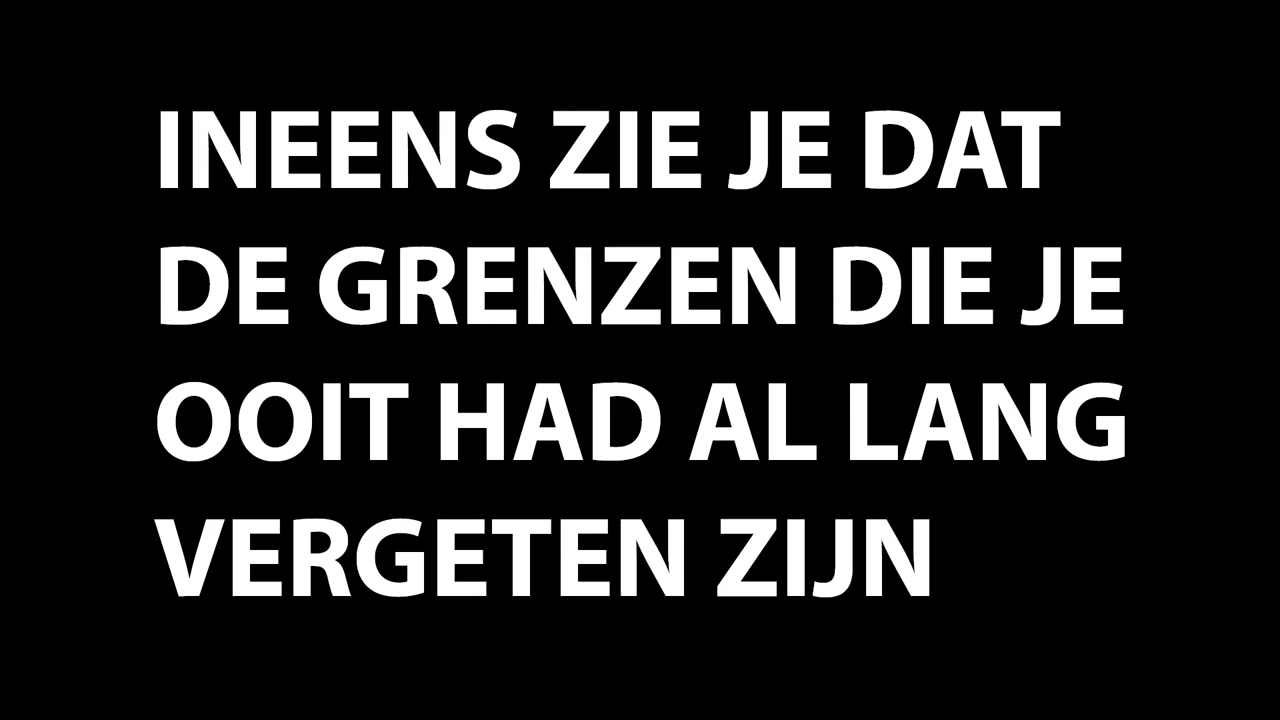 INEENS ZIE JE DAT
DE GRENZEN DIE JE
OOIT HAD AL LANG
VERGETEN ZIJN